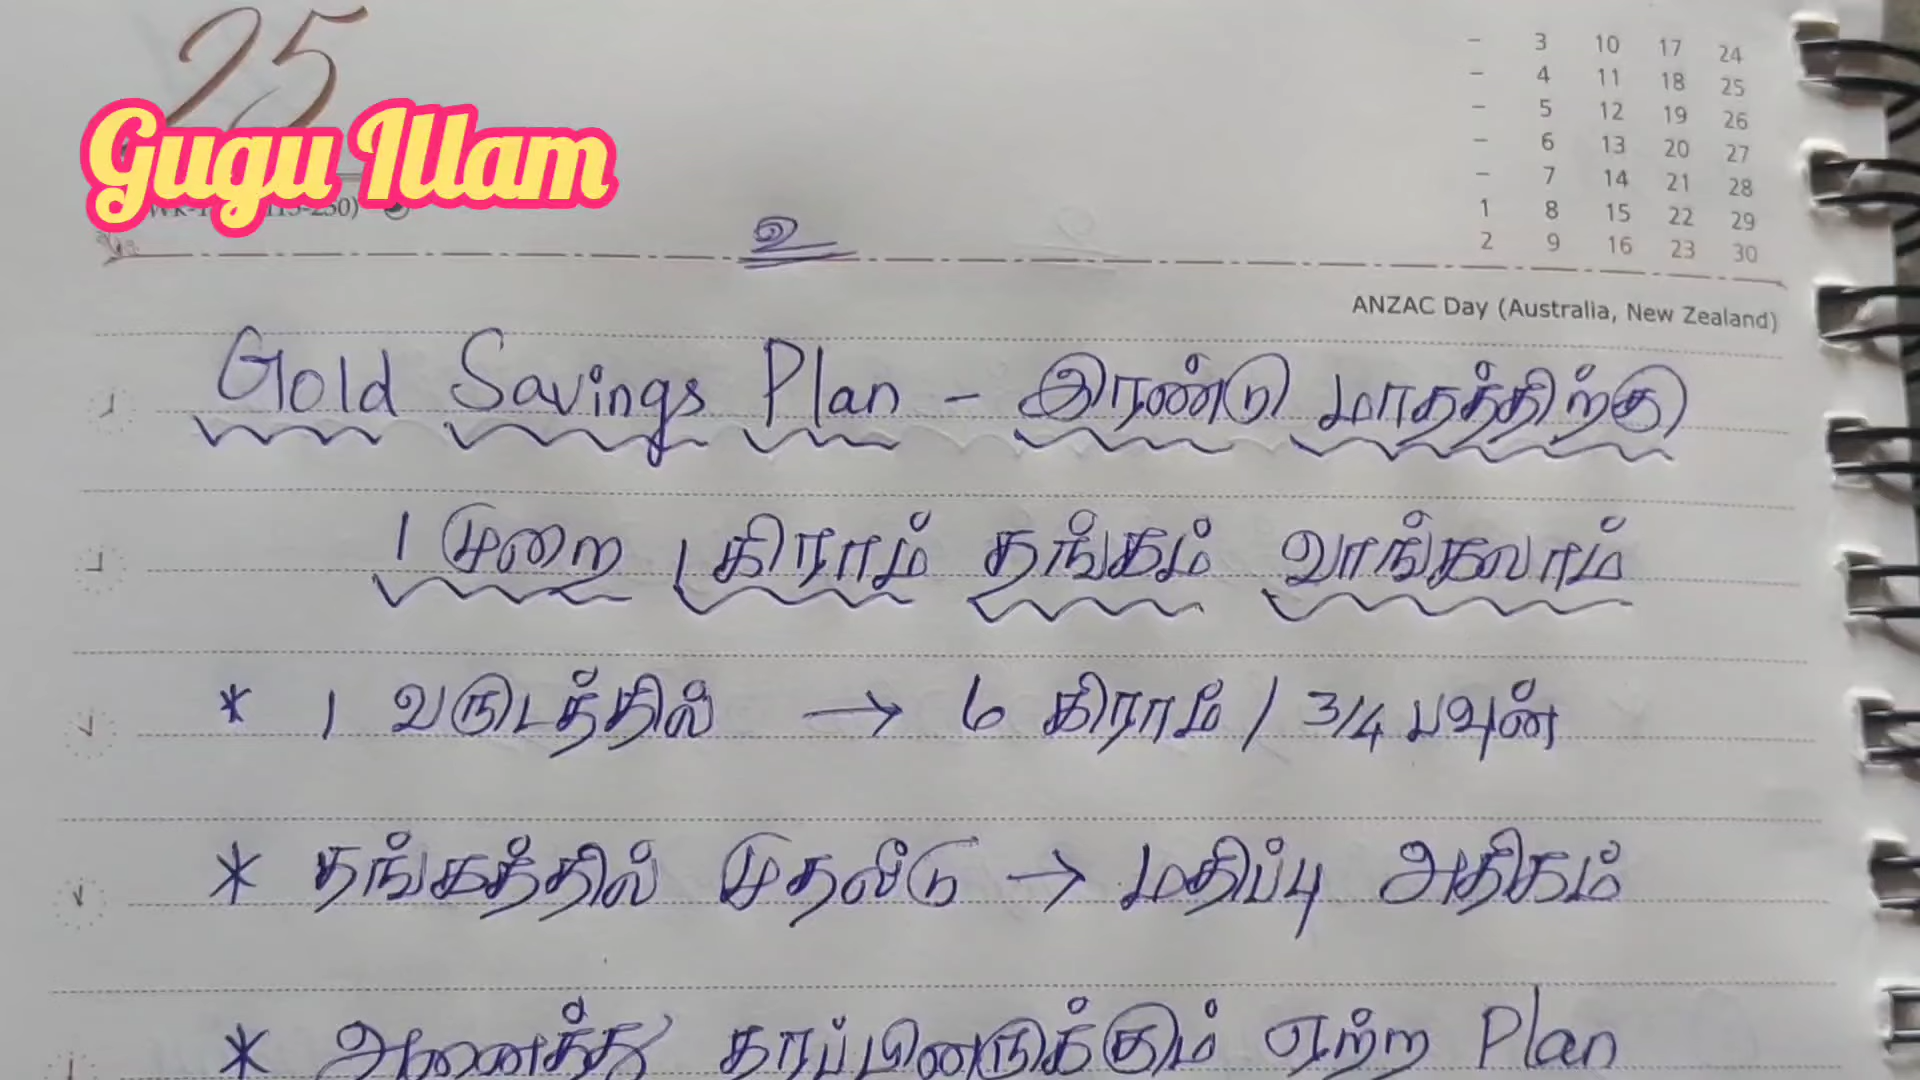 25
Gugu Illam
- 3 10 17 24
- 4 11 18 25
- 5 12 19 26
- 6 13 20 27
- 7 14 21 28
1 8 15 22 29
2 9 16 23 30
உ
ANZAC Day (Australia, New Zealand)
Gold Savings Plan - இரண்டு மாதத்திற்கு
1 முறை 1 கிராம் தங்கம் வாங்கலாம்
* 1 வருடத்தில் → 6 கிராம் / 3/4 பவுன்
* தங்கத்தில் முதலீடு → மதிப்பு அதிகம்
* அனைத்து தரப்பினருக்கும் ஏற்ற Plan